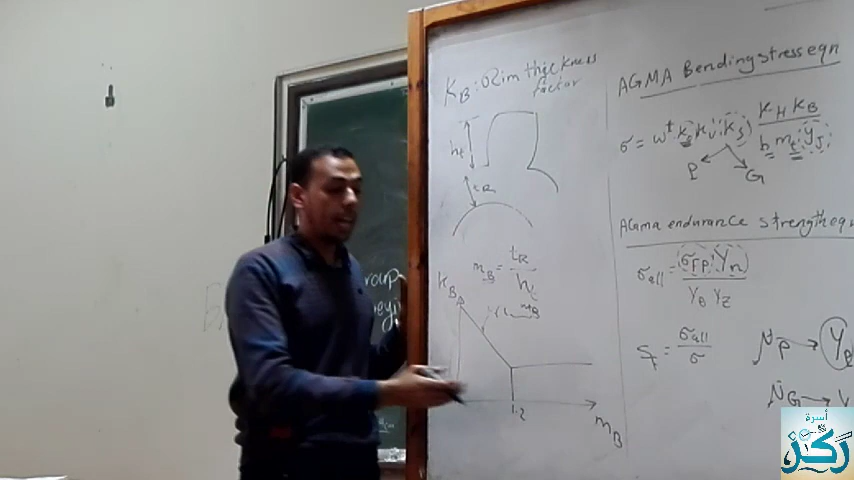 K_B : Rim thickness
factor
h_t
t_R
m_B = t_R / h_t
K_B
1.2
m_B
AGMA Bending stress eqn
σ = W^t K_o K_v K_s K_H K_B / b m_t Y_J
P
G
AGMA endurance strength eq
σ_all = σ_FP Y_N / Y_θ Y_Z
S_F = σ_all / σ
N_P →
N_G →
أسرة
ركز